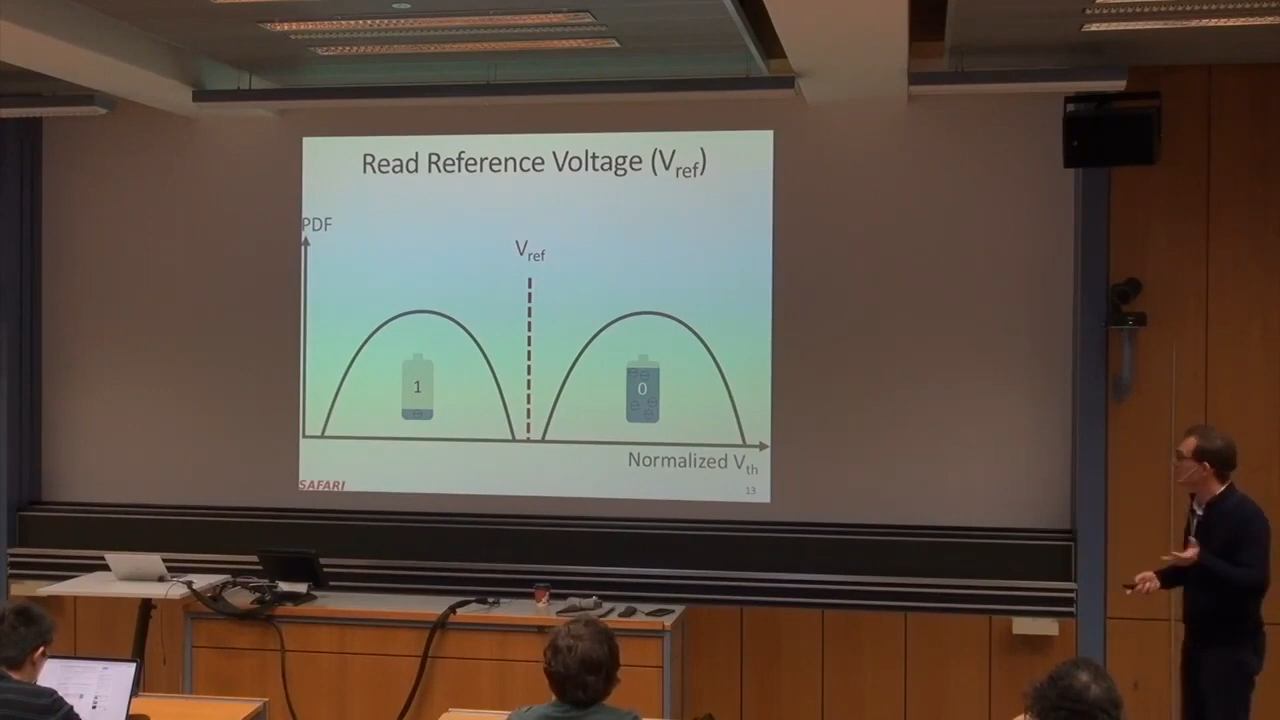 Read Reference Voltage (Vref)
PDF
Vref
1
0
Normalized Vth
SAFARI
13